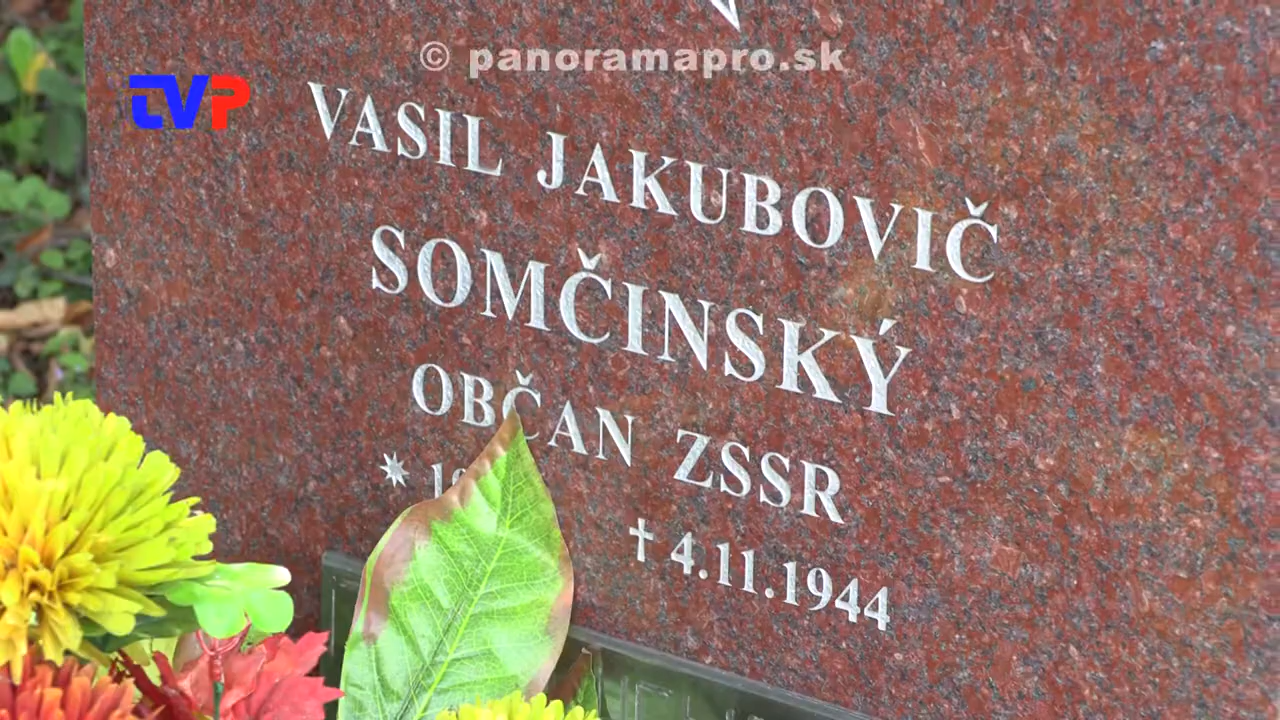 © panoramapro.sk
tVP
VASIL JAKUBOVIČ
SOMČINSKÝ
OBČAN ZSSR
*
† 4.11.1944